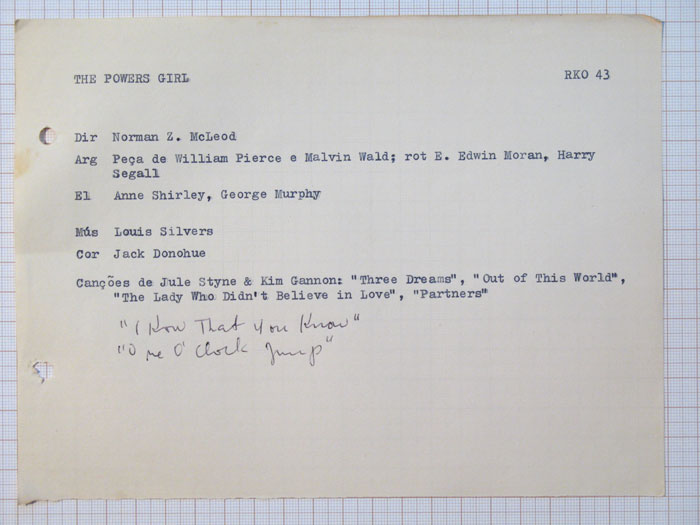 THE POWERS GIRL RKO 43
Dir Norman Z. McLeod
Arg Peça de William Pierce e Malvin Wald; rot E. Edwin Moran, Harry
Segall
El Anne Shirley, George Murphy
Mús Louis Silvers
Cor Jack Donohue
Canções de Jule Styne & Kim Gannon: "Three Dreams", "Out of This World",
"The Lady Who Didn't Believe in Love", "Partners"
"I Know That You Know"
"One O'Clock Jump"